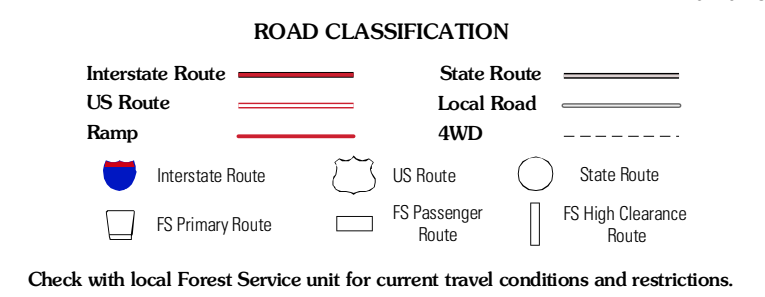 ROAD CLASSIFICATION
Interstate Route
State Route
US Route
Local Road
Ramp
4WD
Interstate Route
US Route
State Route
FS Primary Route
FS Passenger
Route
FS High Clearance
Route
Check with local Forest Service unit for current travel conditions and restrictions.